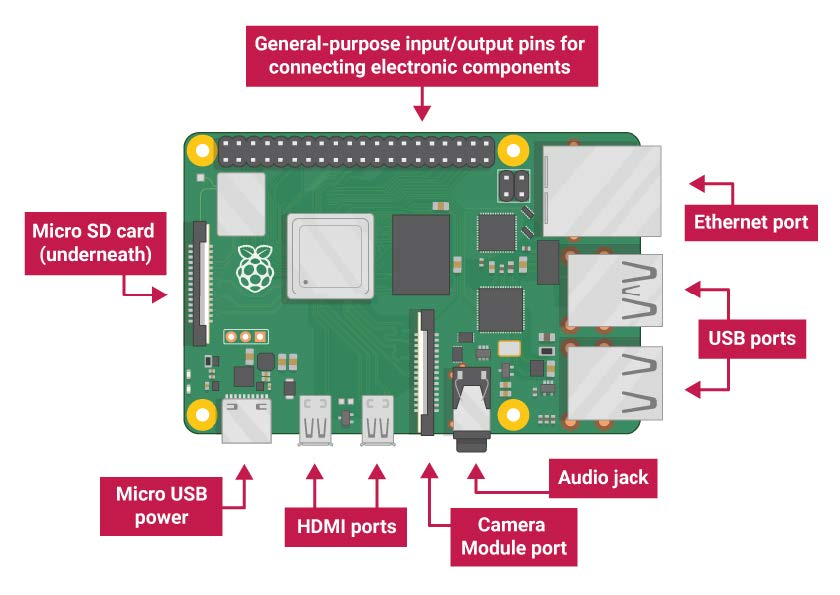 General-purpose input/output pins for
connecting electronic components
Micro SD card
(underneath)
Ethernet port
USB ports
Micro USB
power
HDMI ports
Camera
Module port
Audio jack